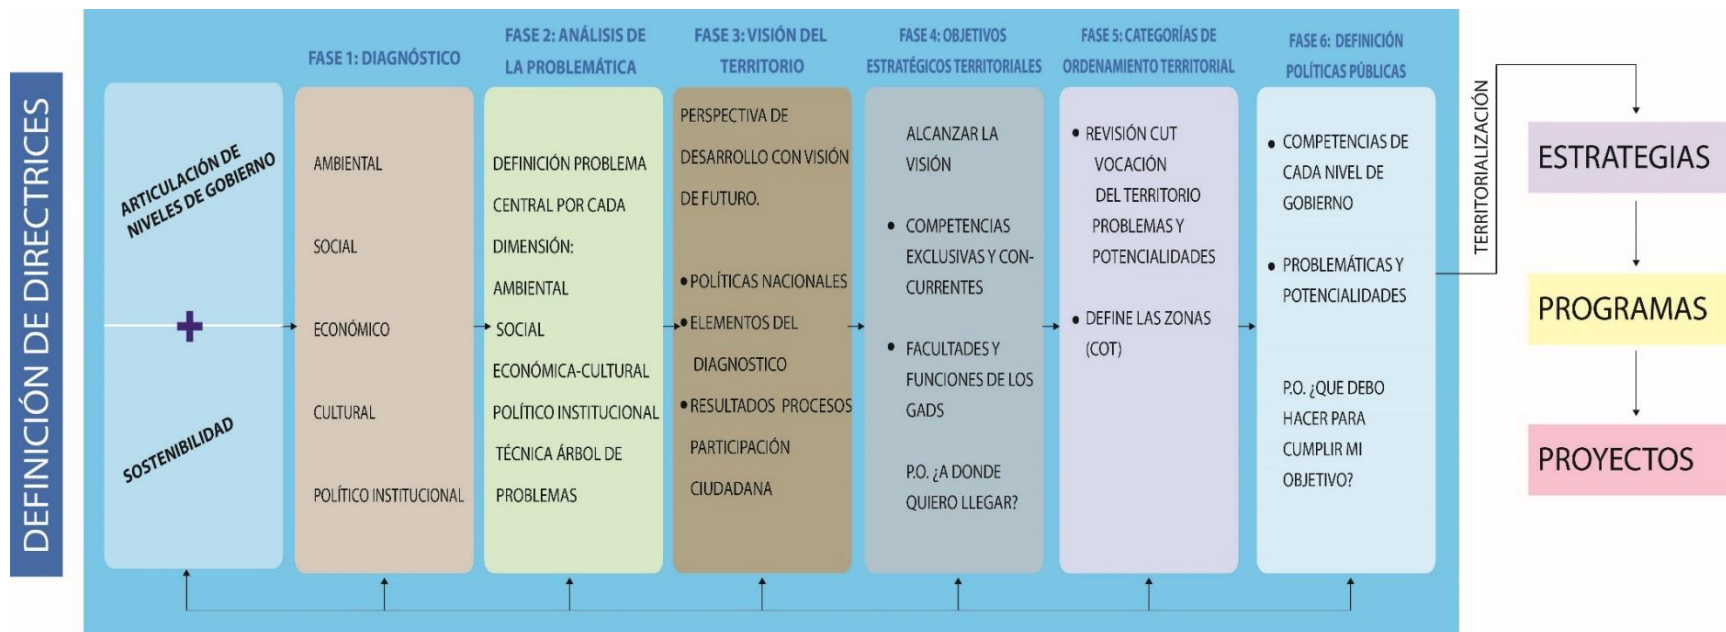 DEFINICIÓN DE DIRECTRICES
ARTICULACIÓN DE
NIVELES DE GOBIERNO
+
SOSTENIBILIDAD
FASE 1: DIAGNÓSTICO
AMBIENTAL
SOCIAL
ECONÓMICO
CULTURAL
POLÍTICO INSTITUCIONAL
FASE 2: ANÁLISIS DE
LA PROBLEMÁTICA
DEFINICIÓN PROBLEMA
CENTRAL POR CADA
DIMENSIÓN:
AMBIENTAL
SOCIAL
ECONÓMICA-CULTURAL
POLÍTICO INSTITUCIONAL
TÉCNICA ÁRBOL DE
PROBLEMAS
FASE 3: VISIÓN DEL
TERRITORIO
PERSPECTIVA DE
DESARROLLO CON VISIÓN
DE FUTURO.
• POLÍTICAS NACIONALES
• ELEMENTOS DEL
DIAGNOSTICO
• RESULTADOS PROCESOS
PARTICIPACIÓN
CIUDADANA
FASE 4: OBJETIVOS
ESTRATÉGICOS TERRITORIALES
ALCANZAR LA
VISIÓN
• COMPETENCIAS
EXCLUSIVAS Y CON-
CURRENTES
• FACULTADES Y
FUNCIONES DE LOS
GADS
P.O. ¿A DONDE
QUIERO LLEGAR?
FASE 5: CATEGORÍAS DE
ORDENAMIENTO TERRITORIAL
• REVISIÓN CUT
VOCACIÓN
DEL TERRITORIO
PROBLEMAS Y
POTENCIALIDADES
• DEFINE LAS ZONAS
(COT)
FASE 6: DEFINICIÓN
POLÍTICAS PÚBLICAS
• COMPETENCIAS DE
CADA NIVEL DE
GOBIERNO
• PROBLEMÁTICAS Y
POTENCIALIDADES
P.O. ¿QUE DEBO
HACER PARA
CUMPLIR MI
OBJETIVO?
TERRITORIALIZACIÓN
ESTRATEGIAS
PROGRAMAS
PROYECTOS